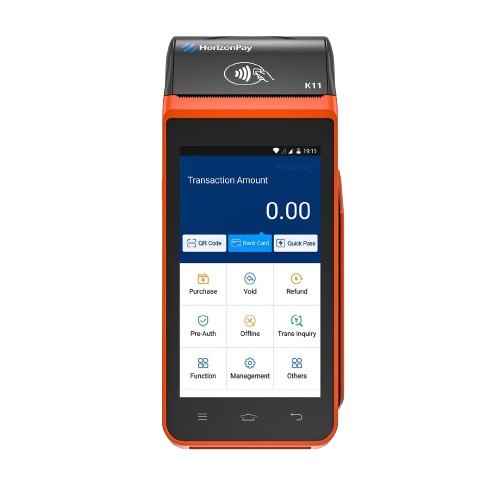 HorizonPay
K11
19:15
Transaction Amount
0.00
QR Code Bank Card Quick Pass
Purchase Void Refund
Pre-Auth Offline Trans Inquiry
Function Management Others